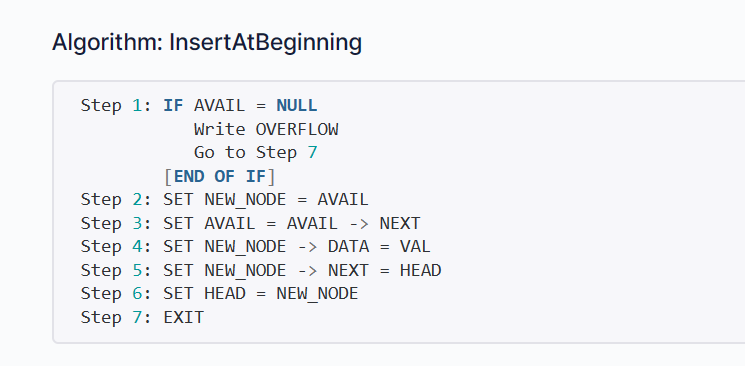 Algorithm: InsertAtBeginning
Step 1: IF AVAIL = NULL
Write OVERFLOW
Go to Step 7
[END OF IF]
Step 2: SET NEW_NODE = AVAIL
Step 3: SET AVAIL = AVAIL -> NEXT
Step 4: SET NEW_NODE -> DATA = VAL
Step 5: SET NEW_NODE -> NEXT = HEAD
Step 6: SET HEAD = NEW_NODE
Step 7: EXIT